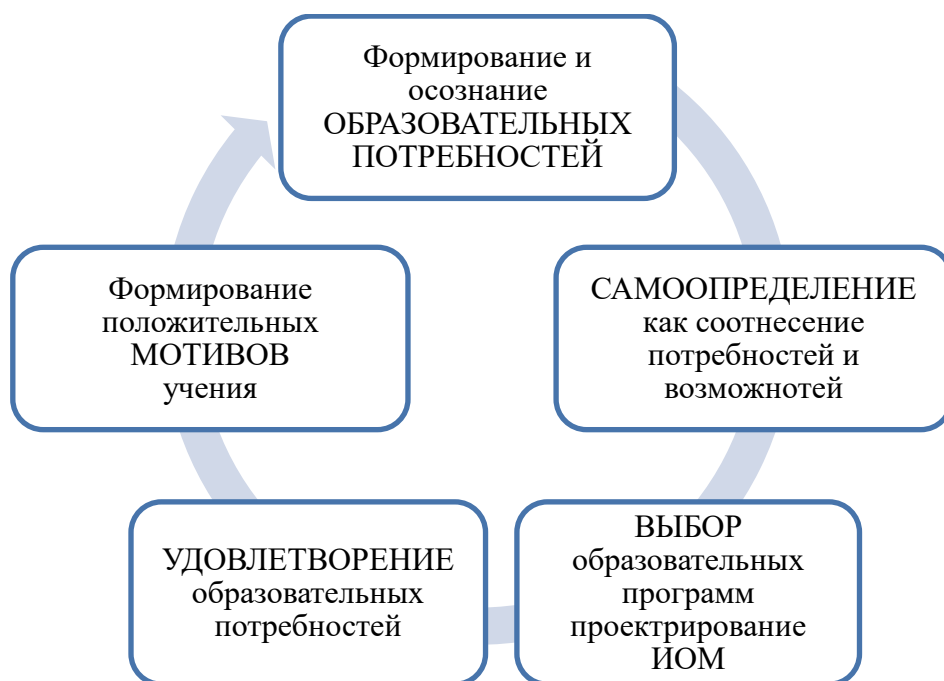 Формирование и
осознание
ОБРАЗОВАТЕЛЬНЫХ
ПОТРЕБНОСТЕЙ
САМООПРЕДЕЛЕНИЕ
как соотнесение
потребностей и
возможнотей
ВЫБОР
образовательных
программ
проектрирование
ИОМ
УДОВЛЕТВОРЕНИЕ
образовательных
потребностей
Формирование
положительных
МОТИВОВ
учения